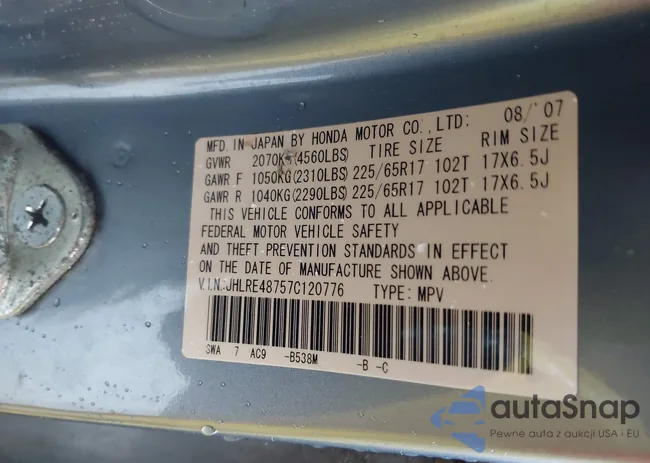 MFD. IN JAPAN BY HONDA MOTOR CO., LTD: 08/'07
GVWR 2070KG(4560LBS) TIRE SIZE RIM SIZE
GAWR F 1050KG(2310LBS) 225/65R17 102T 17X6.5J
GAWR R 1040KG(2290LBS) 225/65R17 102T 17X6.5J
THIS VEHICLE CONFORMS TO ALL APPLICABLE
FEDERAL MOTOR VEHICLE SAFETY
AND THEFT-PREVENTION STANDARDS IN EFFECT
ON THE DATE OF MANUFACTURE SHOWN ABOVE.
V.I.N:JHLRE48757C120776 TYPE: MPV
SWA 7 AC9 -B538M -B -C
autaSnap
Pewne auta z aukcji USA i EU